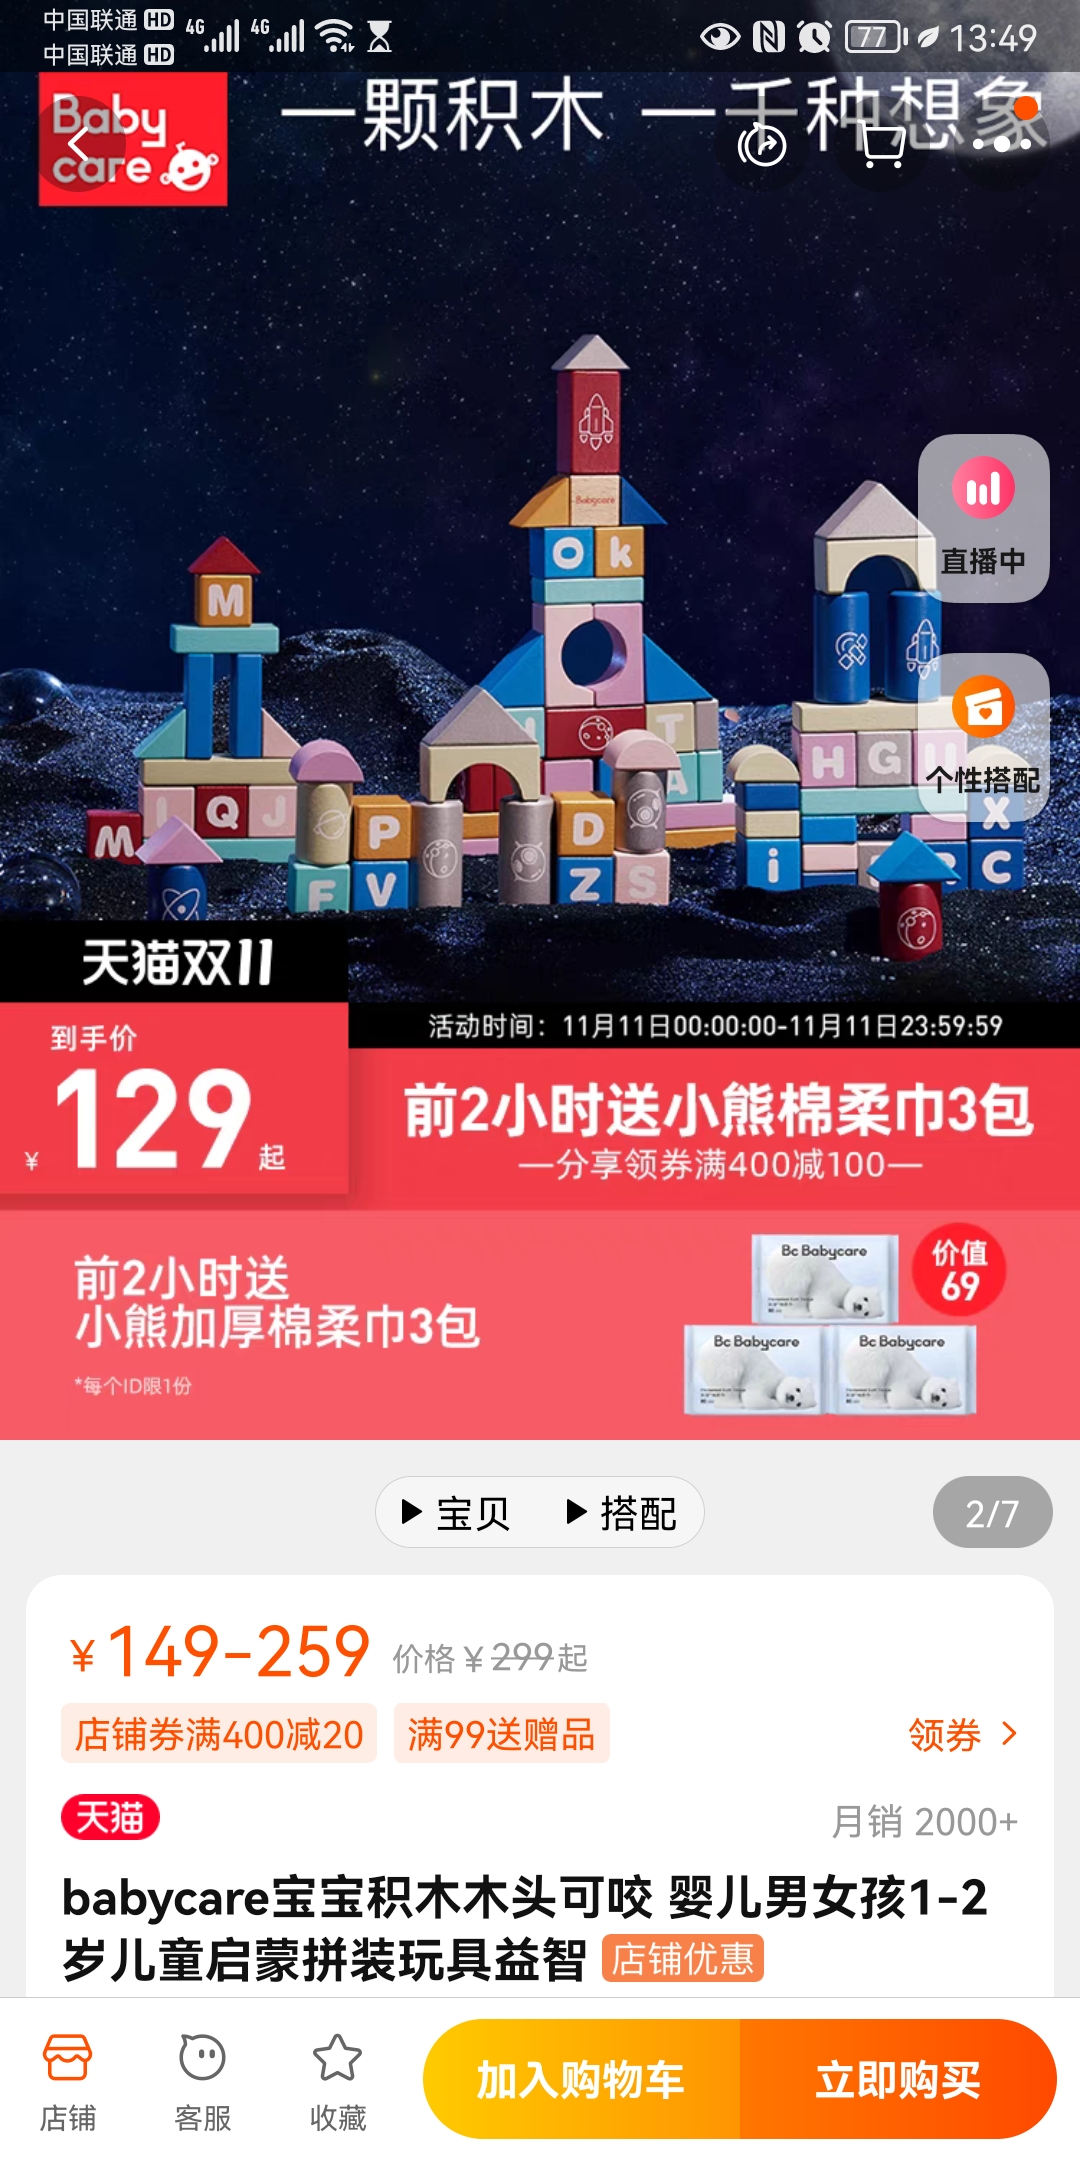 中国联通 HD
4G
4G
77
13:49
中国联通 HD
Baby
care
一颗积木 一千种想象
Babycare
O k
M
直播中
T
H G
A
个性搭配
M I Q J
P
D
X
F V
Z S
i
C
天猫双11
活动时间：11月11日00:00:00-11月11日23:59:59
到手价
¥ 129 起
前2小时送小熊棉柔巾3包
—分享领券满400减100—
前2小时送
小熊加厚棉柔巾3包
*每个ID限1份
Bc Babycare
价值
69
Bc Babycare
Bc Babycare
宝贝
搭配
2/7
¥149-259 价格¥299起
店铺券满400减20
满99送赠品
领券
天猫
月销 2000+
babycare宝宝积木木头可咬 婴儿男女孩1-2
岁儿童启蒙拼装玩具益智 店铺优惠
店铺
客服
收藏
加入购物车
立即购买